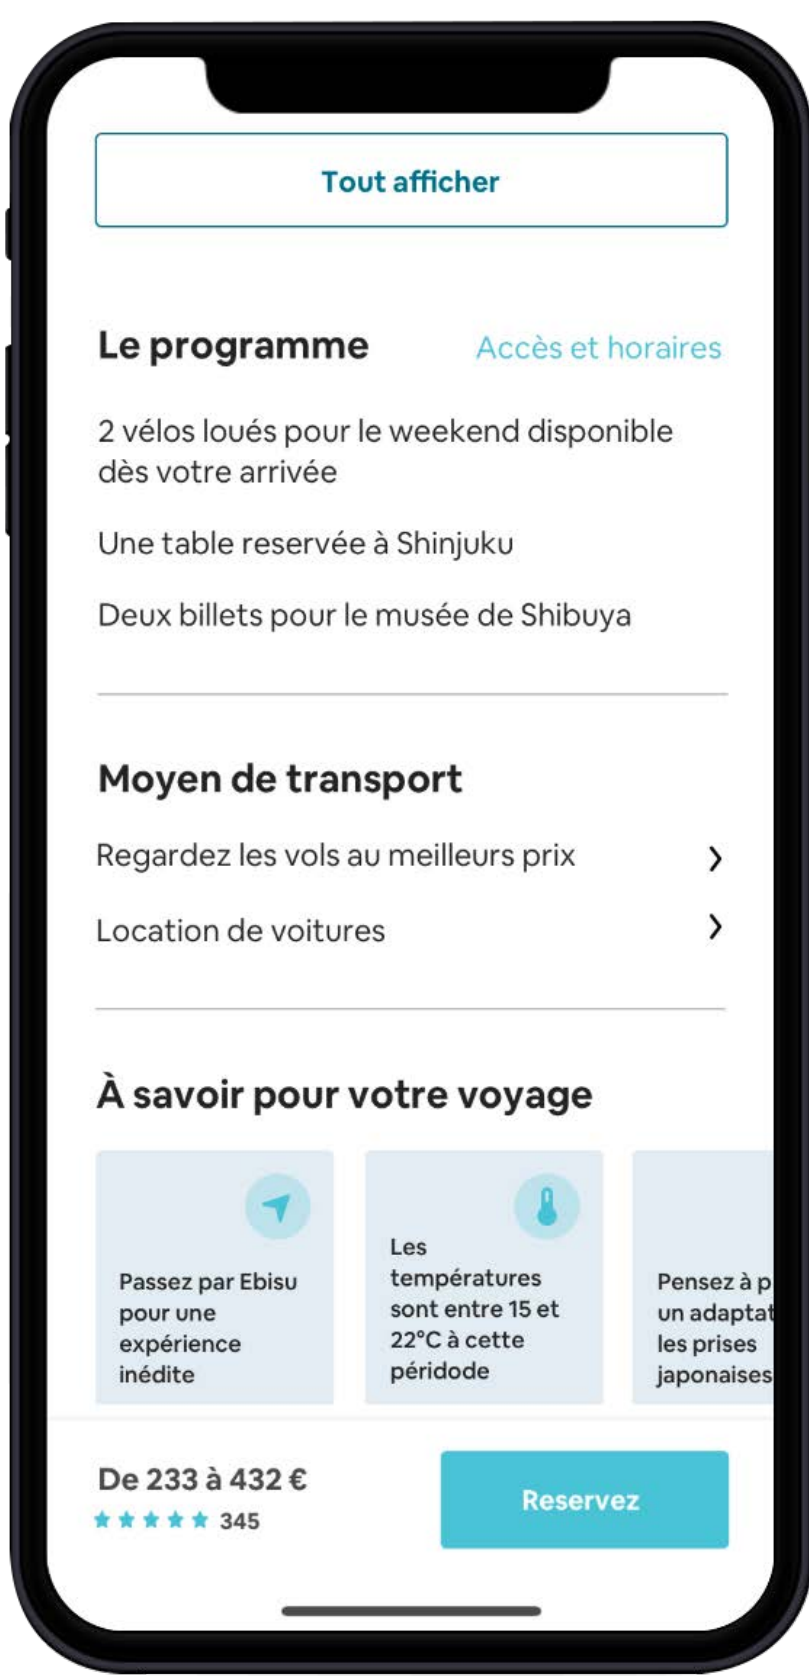 Tout afficher
Le programme
Accès et horaires
2 vélos loués pour le weekend disponible
dès votre arrivée
Une table reservée à Shinjuku
Deux billets pour le musée de Shibuya
Moyen de transport
Regardez les vols au meilleurs prix
Location de voitures
À savoir pour votre voyage
Passez par Ebisu
pour une
expérience
inédite
Les
températures
sont entre 15 et
22°C à cette
péridode
Pensez à p
un adaptat
les prises
japonaises
De 233 à 432 €
345
Reservez